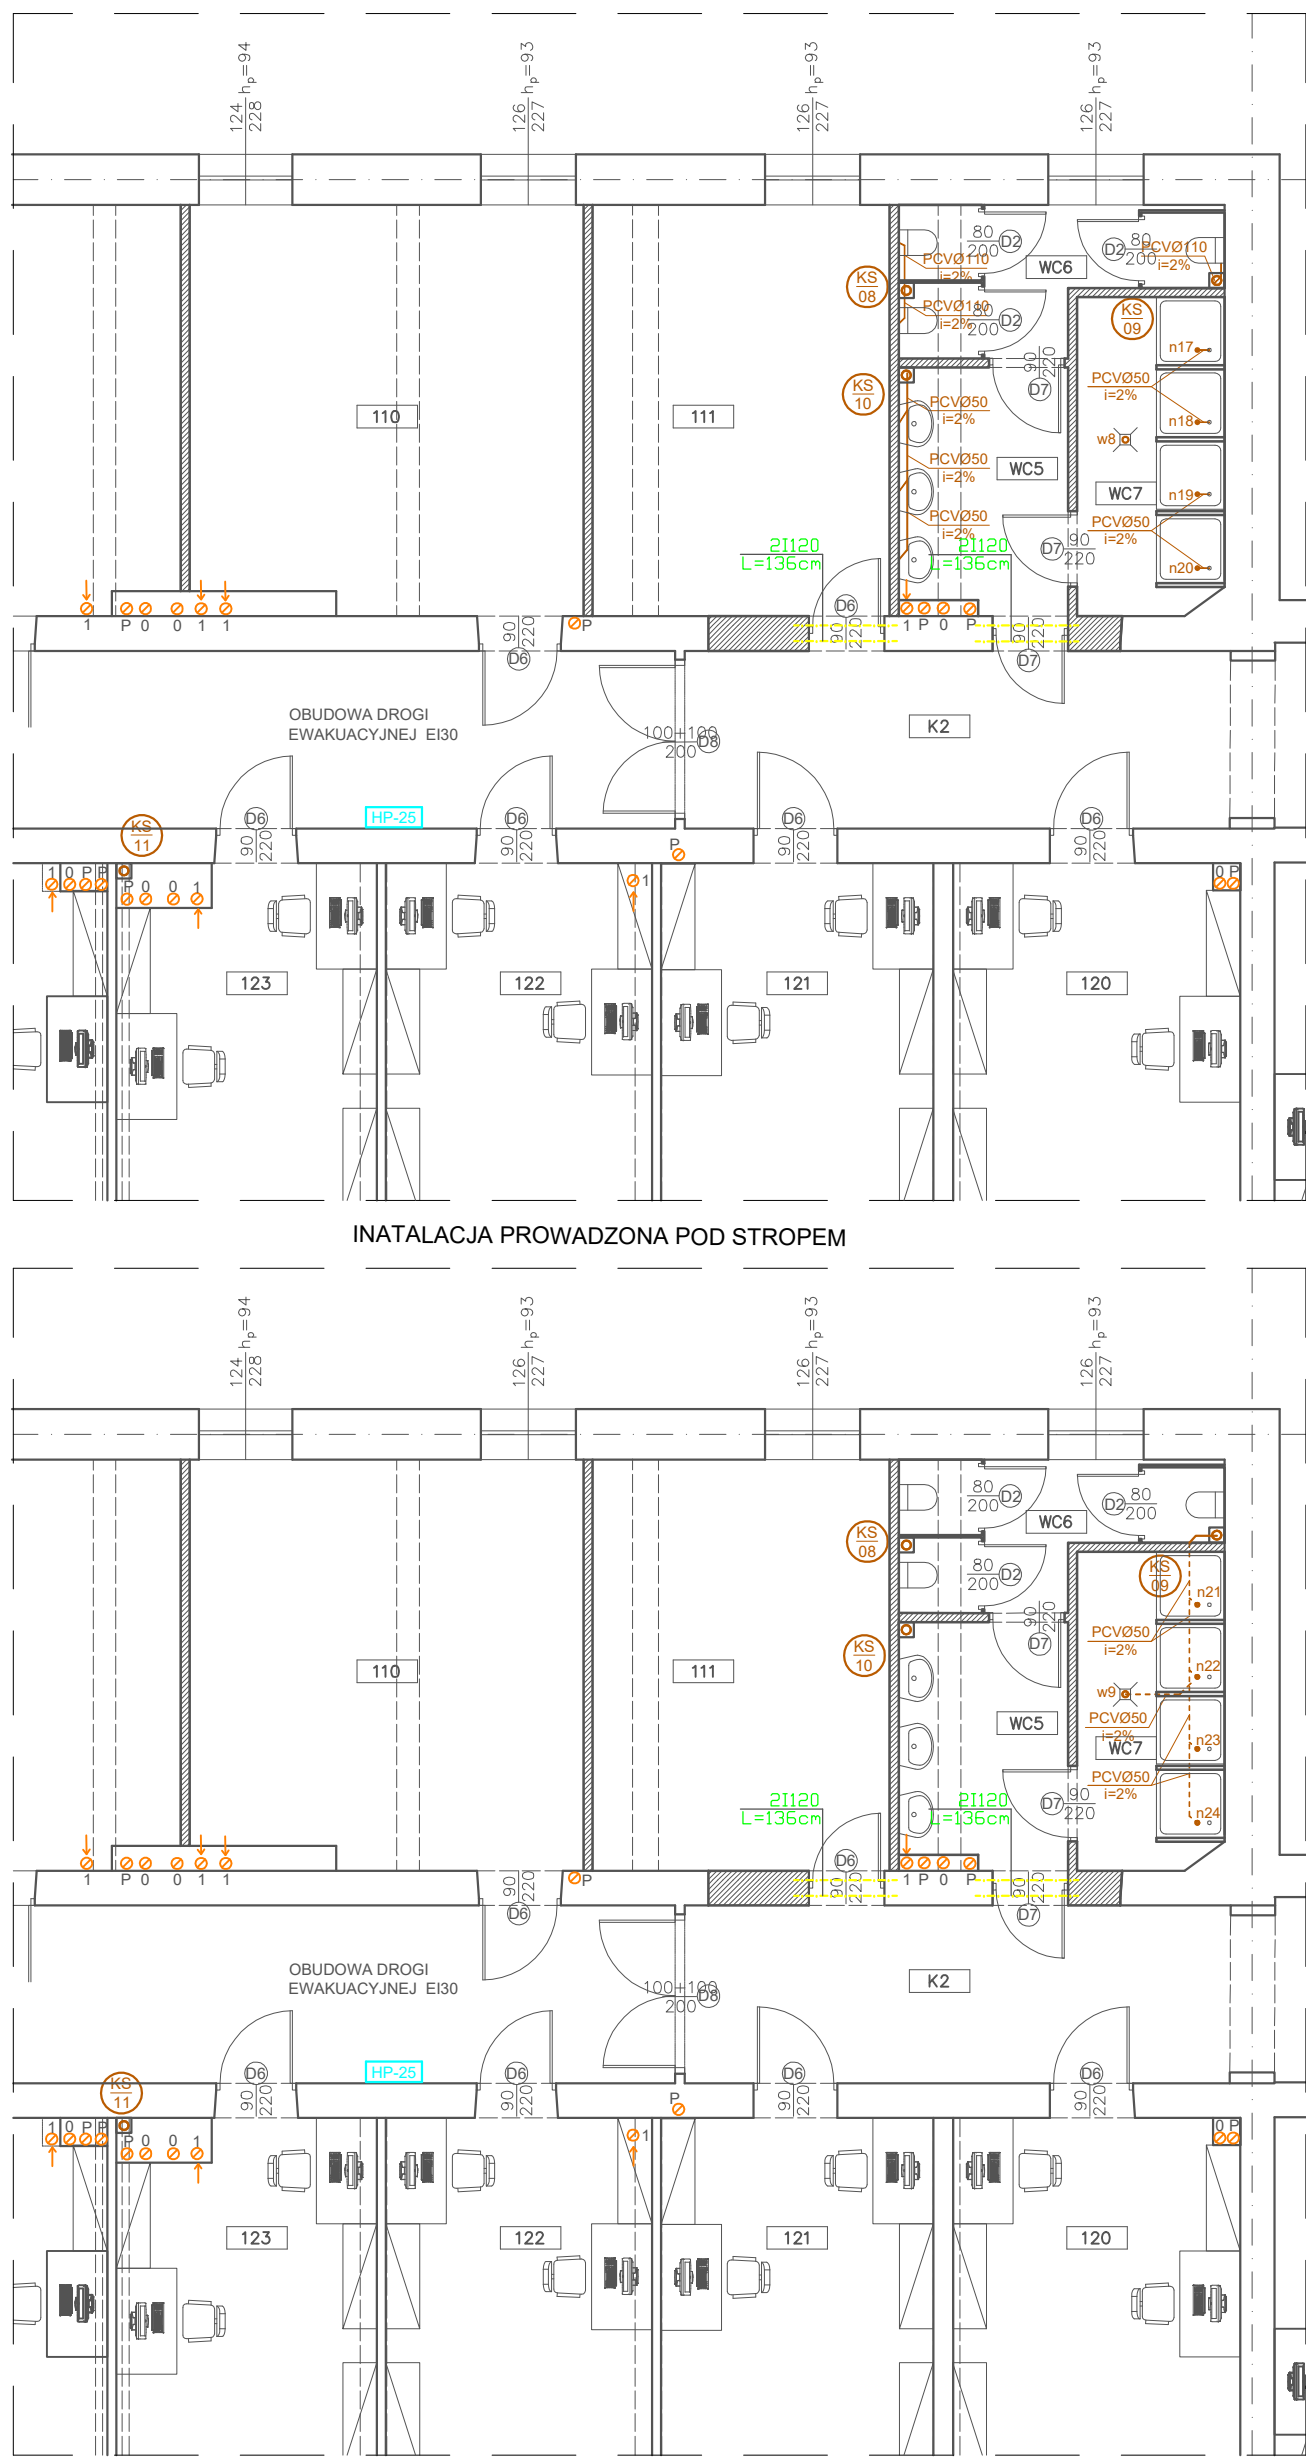 124 hp=94
228
126 hp=93
227
126 hp=93
227
126 hp=93
227
80
200 D2
PCVØ110
i=2%
WC6
D2 80
200
PCVØ110
i=2%
KS
08
PCVØ110
i=2%
80
200 D2
KS
09
n17
90
220
D7
PCVØ50
i=2%
KS
10
110
111
PCVØ50
i=2%
n18
w8
PCVØ50
i=2%
WC5
WC7
n19
PCVØ50
i=2%
PCVØ50
i=2%
2I120
L=136cm
2I120
L=136cm
D7 90
220
n20
1 P 0 0 1 1
P
D6
1 P 0 P
90
220
D6
90
220
90
220
D7
OBUDOWA DROGI
EWAKUACYJNEJ EI30
100+100
200
D8
K2
HP-25
KS
11
D6
90
220
D6
90
220
P
D6
90
220
D6
90
220
1 0 P P
P 0 0 1
1
0 P
123
122
121
120
INATALACJA PROWADZONA POD STROPEM
124 hp=94
228
126 hp=93
227
126 hp=93
227
126 hp=93
227
80
200 D2
WC6
D2 80
200
KS
08
80
200 D2
KS
09
n21
90
220
D7
PCVØ50
i=2%
KS
10
110
111
n22
w9
PCVØ50
i=2%
WC5
WC7
n23
PCVØ50
i=2%
2I120
L=136cm
2I120
L=136cm
D7 90
220
n24
1 P 0 0 1 1
P
D6
1 P 0 P
90
220
D6
90
220
90
220
D7
OBUDOWA DROGI
EWAKUACYJNEJ EI30
100+100
200
D8
K2
HP-25
KS
11
D6
90
220
D6
90
220
P
D6
90
220
D6
90
220
1 0 P P
P 0 0 1
1
0 P
123
122
121
120